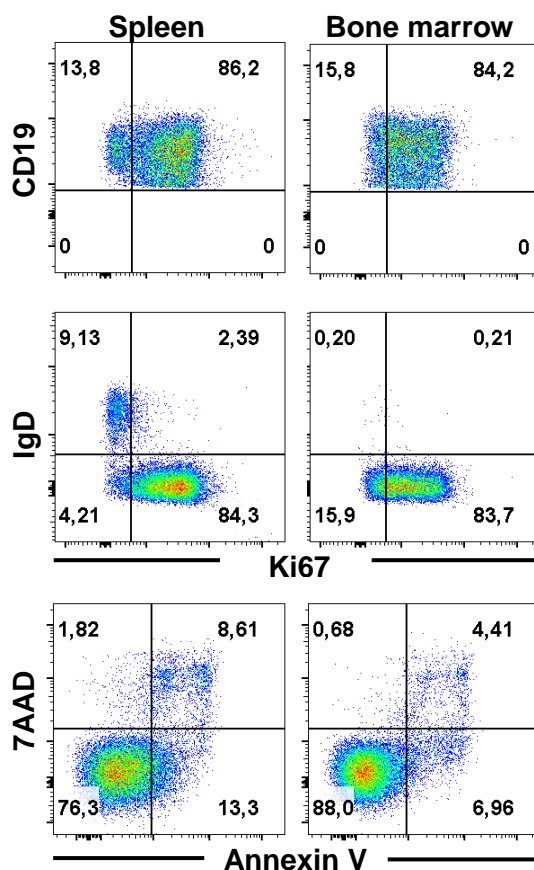 Spleen Bone marrow
13,8 86,2 15,8 84,2
CD19
0 0 0 0
9,13 2,39 0,20 0,21
IgD
4,21 84,3 15,9 83,7
Ki67
1,82 8,61 0,68 4,41
7AAD
76,3 13,3 88,0 6,96
Annexin V